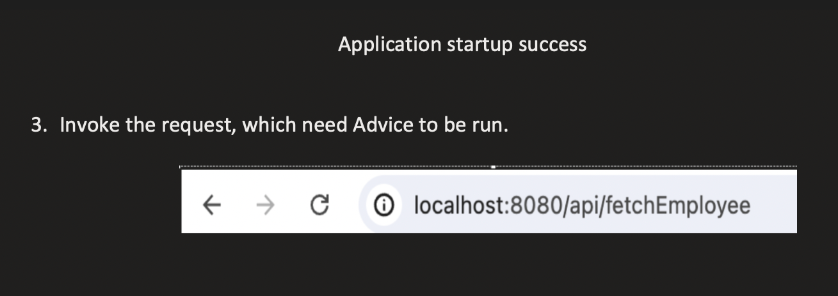 Application startup success
3. Invoke the request, which need Advice to be run.
localhost:8080/api/fetchEmployee